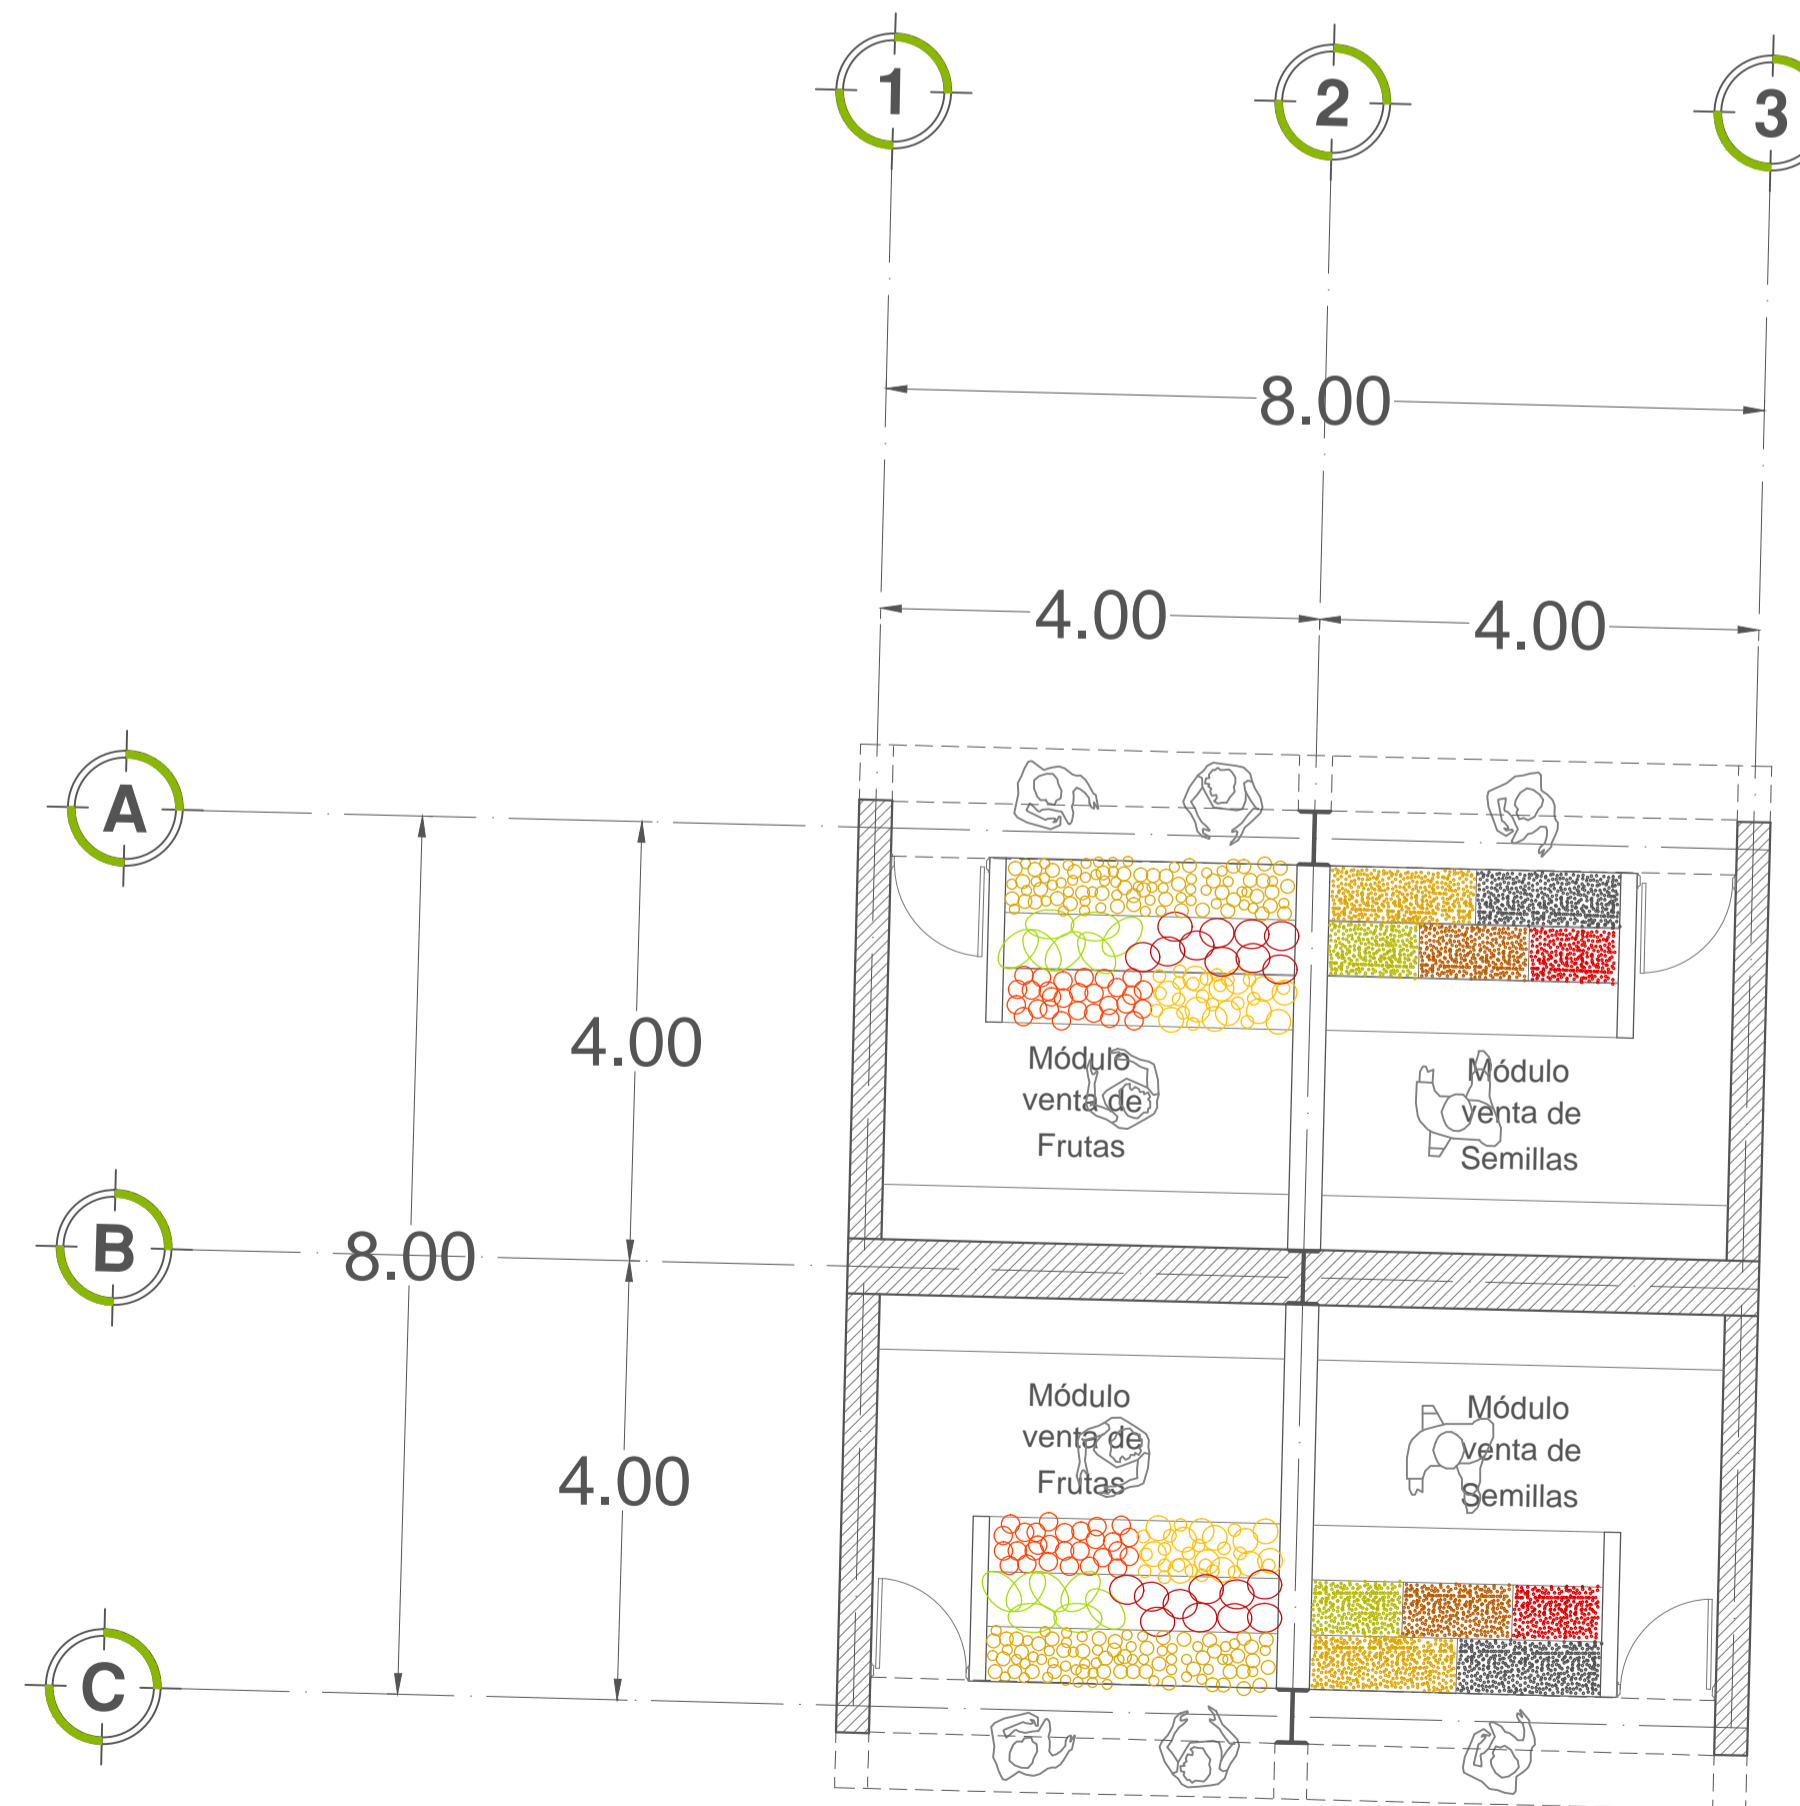 1
2
3
8.00
4.00
4.00
A
4.00
Módulo
venta de
Frutas
Módulo
venta de
Semillas
B
8.00
Módulo
venta de
Frutas
Módulo
venta de
Semillas
4.00
C